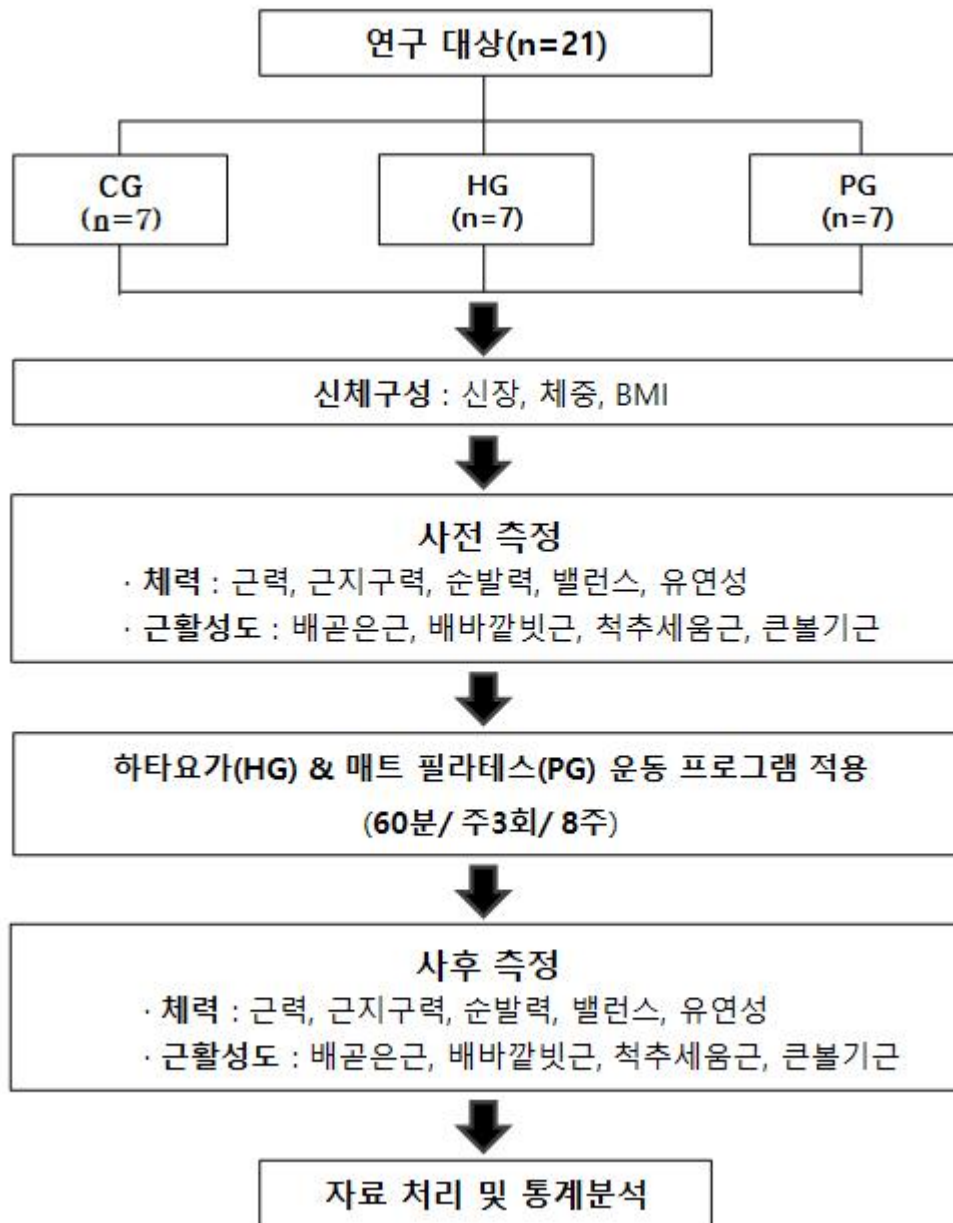 연구 대상(n=21)
CG
(n=7)
HG
(n=7)
PG
(n=7)
신체구성 : 신장, 체중, BMI
사전 측정
· 체력 : 근력, 근지구력, 순발력, 밸런스, 유연성
· 근활성도 : 배곧은근, 배바깥빗근, 척추세움근, 큰볼기근
하타요가(HG) & 매트 필라테스(PG) 운동 프로그램 적용
(60분/ 주3회/ 8주)
사후 측정
· 체력 : 근력, 근지구력, 순발력, 밸런스, 유연성
· 근활성도 : 배곧은근, 배바깥빗근, 척추세움근, 큰볼기근
자료 처리 및 통계분석